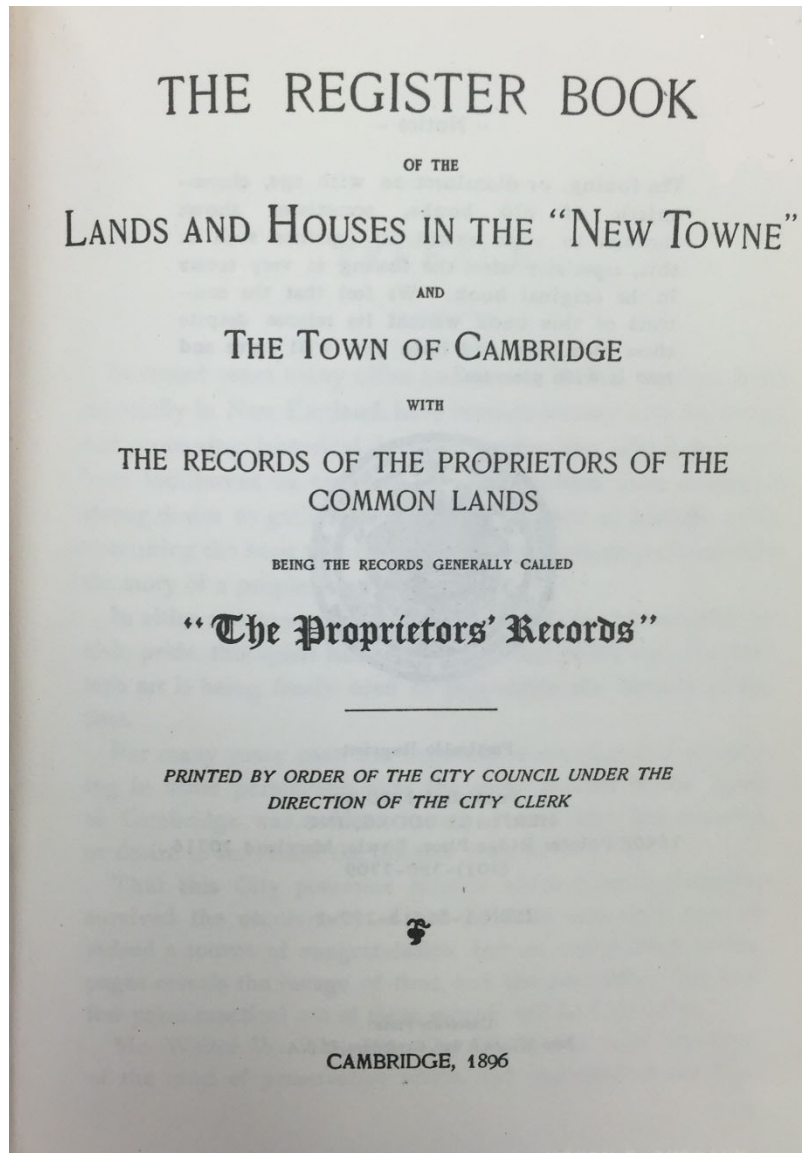 THE REGISTER BOOK
OF THE
LANDS AND HOUSES IN THE "NEW TOWNE"
AND
THE TOWN OF CAMBRIDGE
WITH
THE RECORDS OF THE PROPRIETORS OF THE
COMMON LANDS
BEING THE RECORDS GENERALLY CALLED
"The Proprietors' Records"
PRINTED BY ORDER OF THE CITY COUNCIL UNDER THE
DIRECTION OF THE CITY CLERK
CAMBRIDGE, 1896